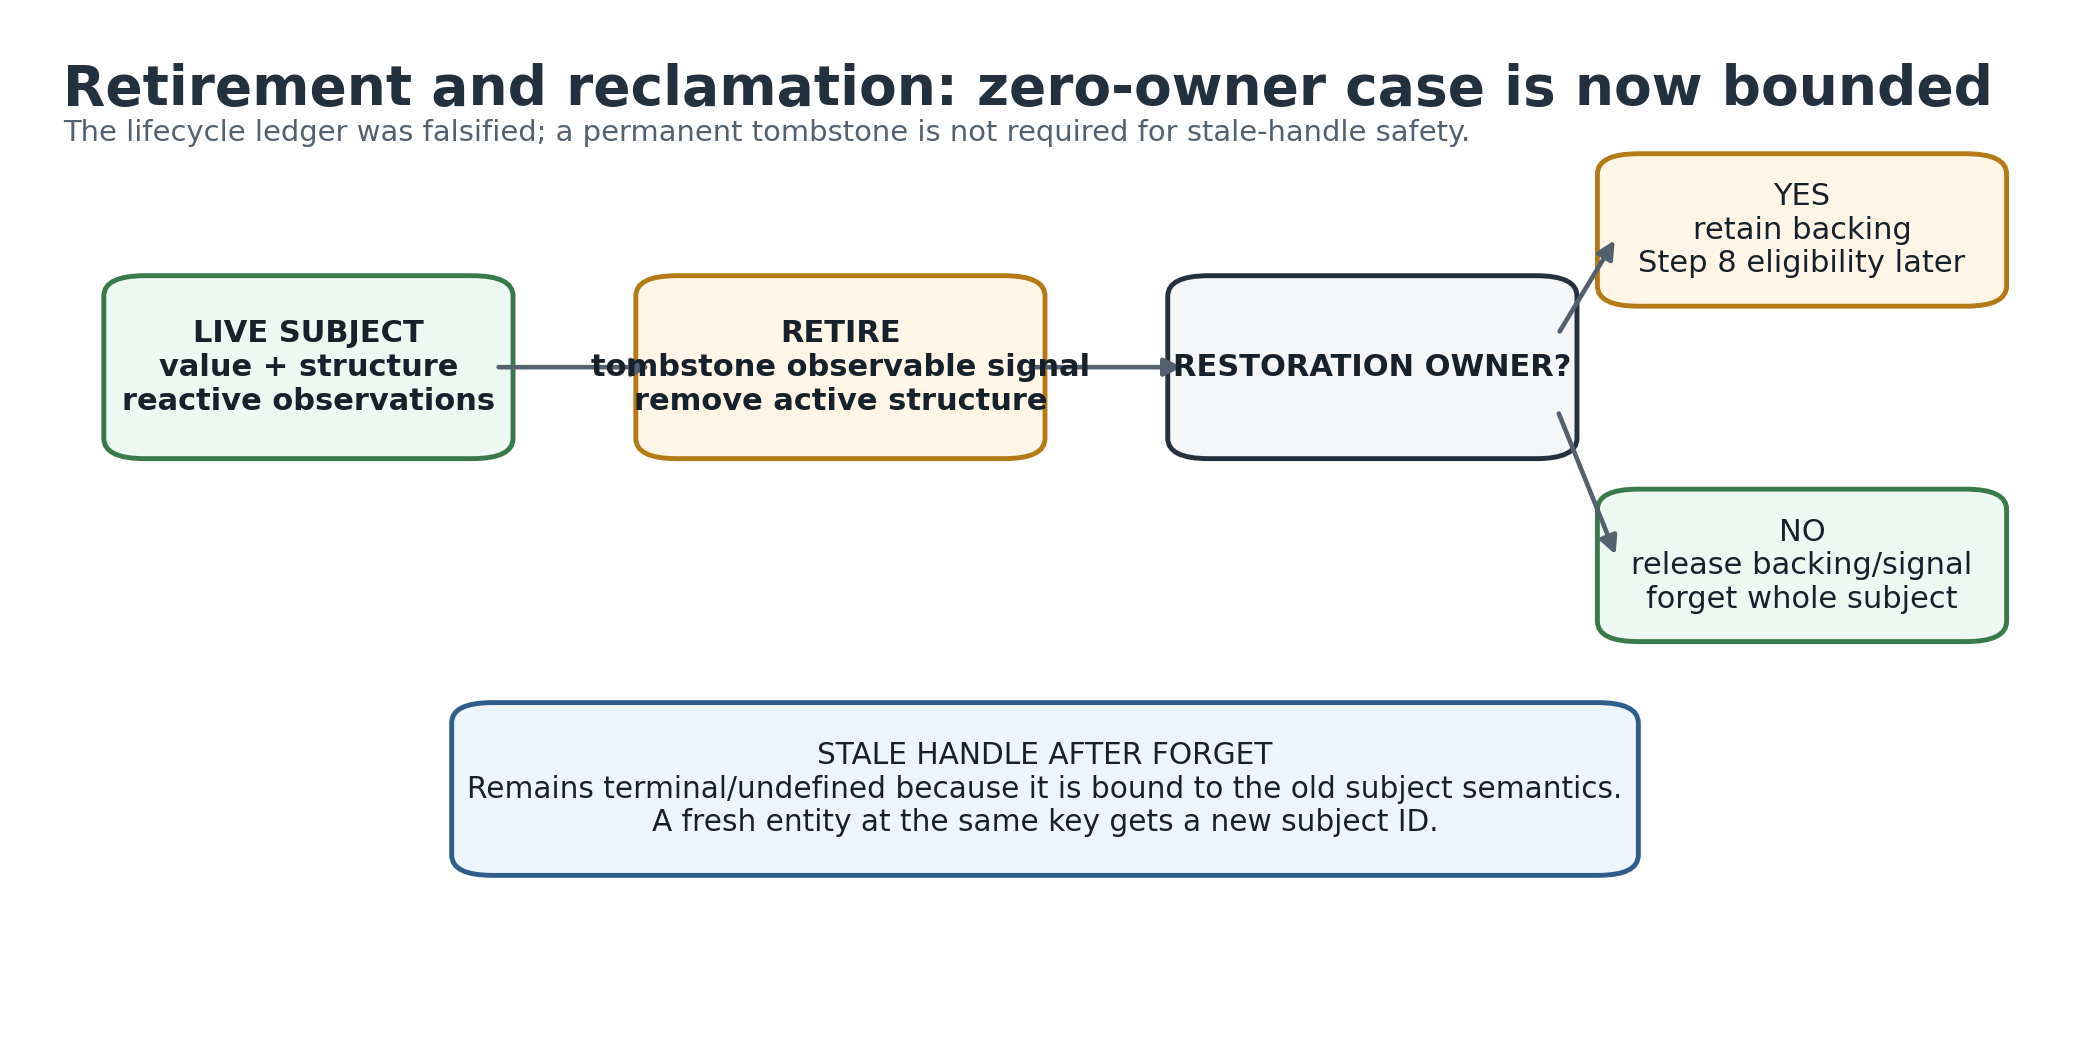 Retirement and reclamation: zero-owner case is now bounded
The lifecycle ledger was falsified; a permanent tombstone is not required for stale-handle safety.
LIVE SUBJECT
value + structure
reactive observations
RETIRE
tombstone observable signal
remove active structure
RESTORATION OWNER?
YES
retain backing
Step 8 eligibility later
NO
release backing/signal
forget whole subject
STALE HANDLE AFTER FORGET
Remains terminal/undefined because it is bound to the old subject semantics.
A fresh entity at the same key gets a new subject ID.